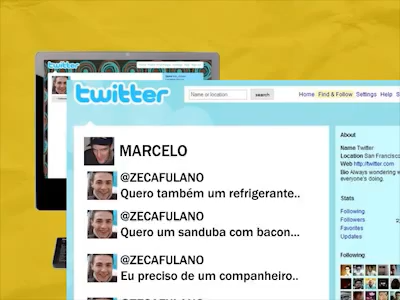 twitter
twitter
Name or location
search
Home Find & Follow Settings Help S
MARCELO
@ZECAFULANO
Quero também um refrigerante..
@ZECAFULANO
Quero um sanduba com bacon...
@ZECAFULANO
Eu preciso de um companheiro..
@ZECAFULANO
About
Name Twitter
Location San Francisco
Web http://twitter.com
Bio Always wondering w
everyone's doing.
Stats
Following
Followers
Favorites
Updates
Following